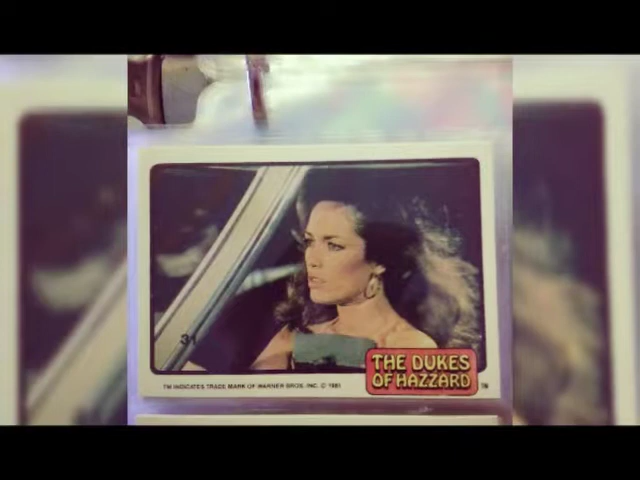 31
THE DUKES
OF HAZZARD
TM INDICATES TRADE MARK OF WARNER BROS. INC. © 1981
TM